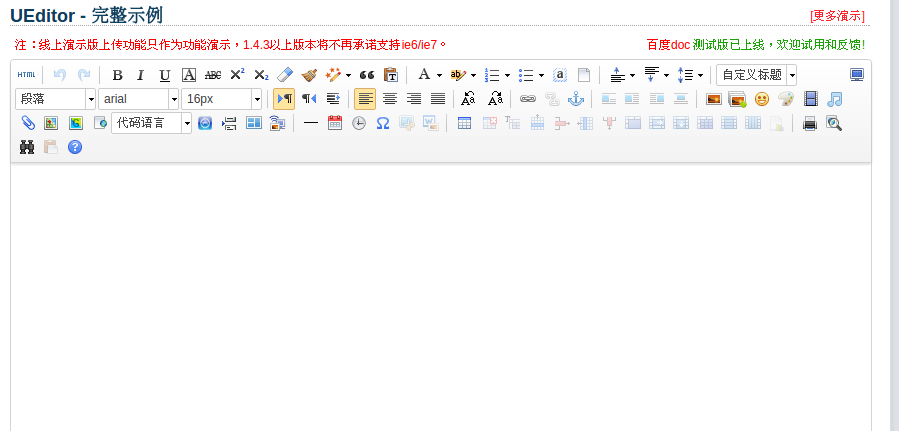 UEditor - 完整示例
[更多演示]
注：线上演示版上传功能只作为功能演示，1.4.3以上版本将不再承诺支持ie6/ie7。
百度doc 测试版已上线，欢迎试用和反馈!
HTML B I U A ABC X² X₂ A ab a 自定义标题
段落 arial 16px
代码语言